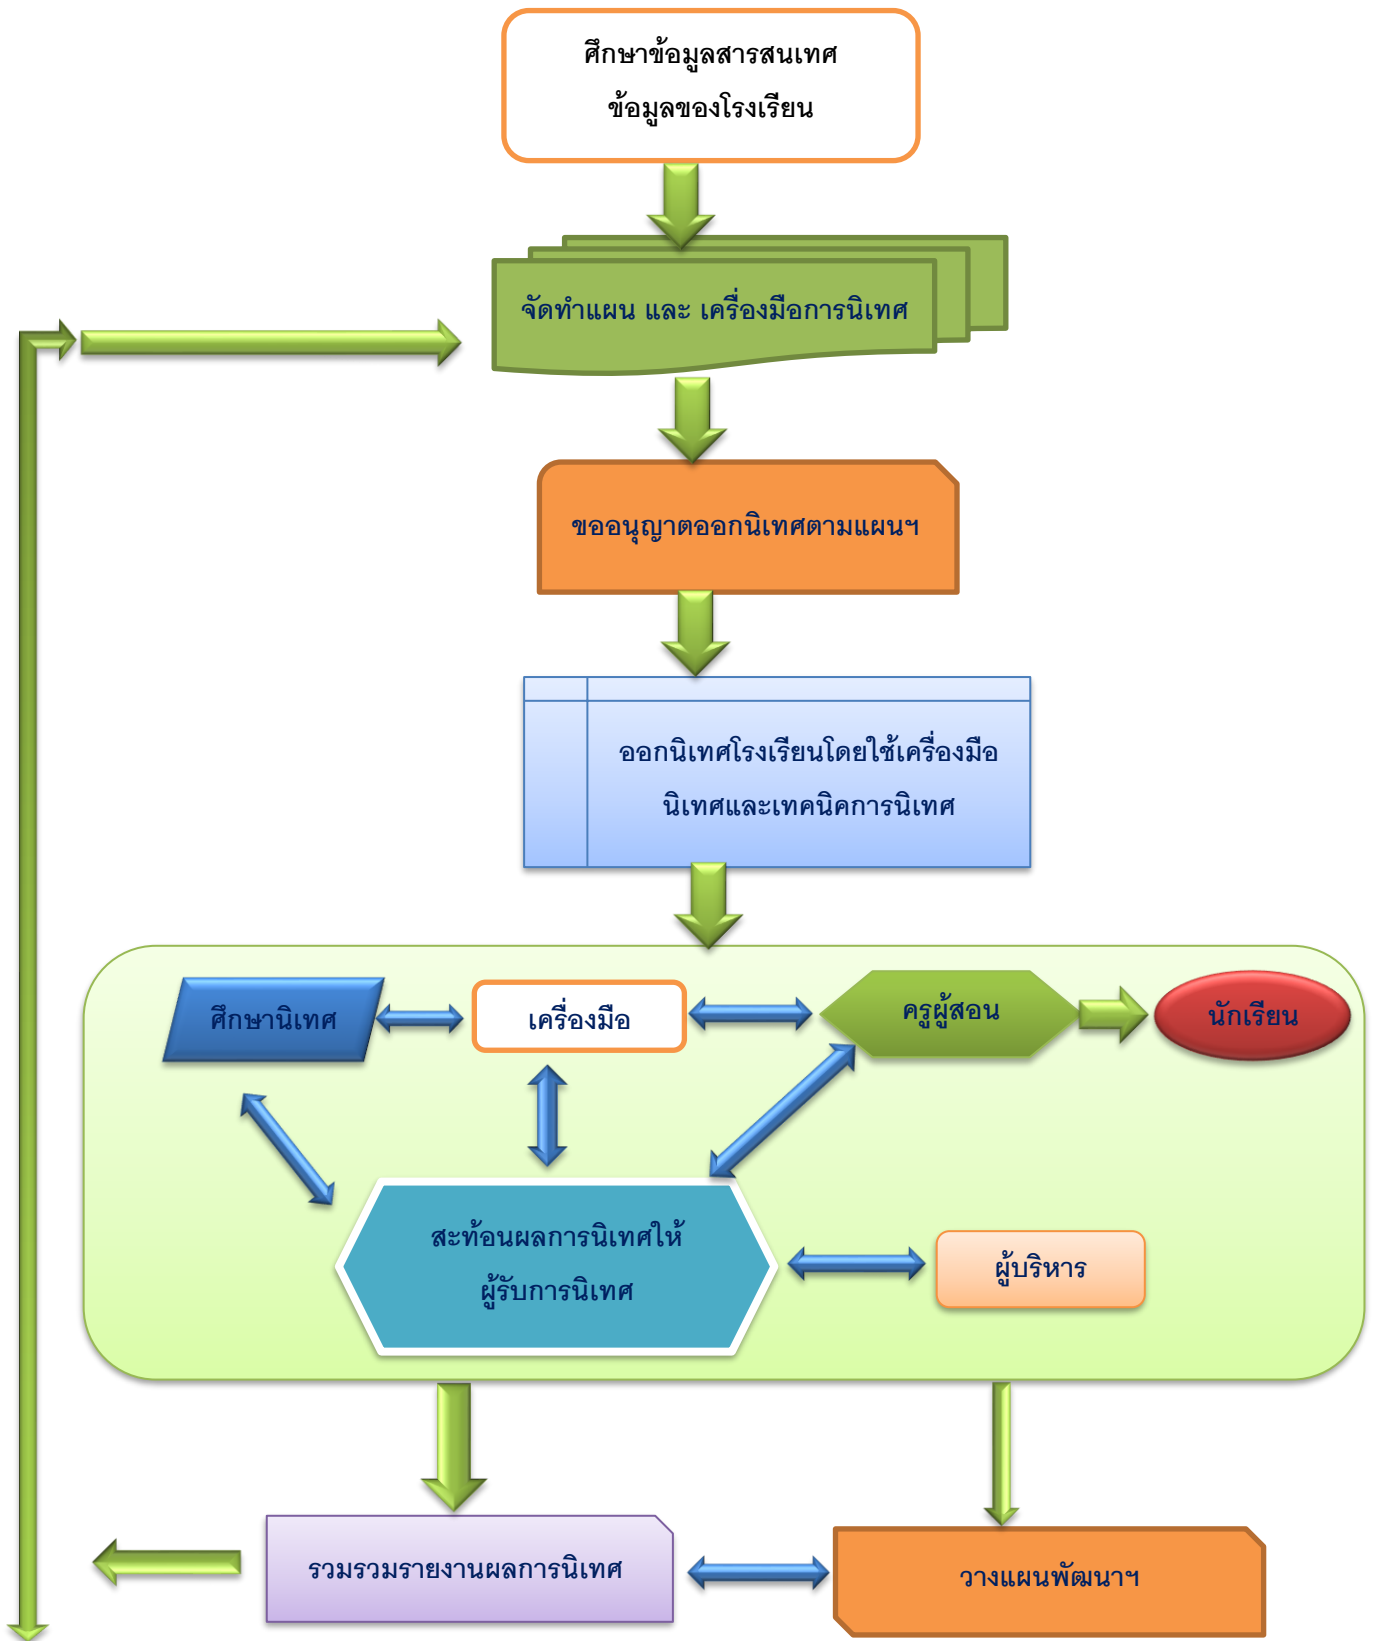 ศึกษาข้อมูลสารสนเทศ
ข้อมูลของโรงเรียน
จัดทำแผน และ เครื่องมือการนิเทศ
ขออนุญาตออกนิเทศตามแผนฯ
ออกนิเทศโรงเรียนโดยใช้เครื่องมือ
นิเทศและเทคนิคการนิเทศ
ศึกษานิเทศ
เครื่องมือ
ครูผู้สอน
นักเรียน
สะท้อนผลการนิเทศให้
ผู้รับการนิเทศ
ผู้บริหาร
รวมรวมรายงานผลการนิเทศ
วางแผนพัฒนาฯ